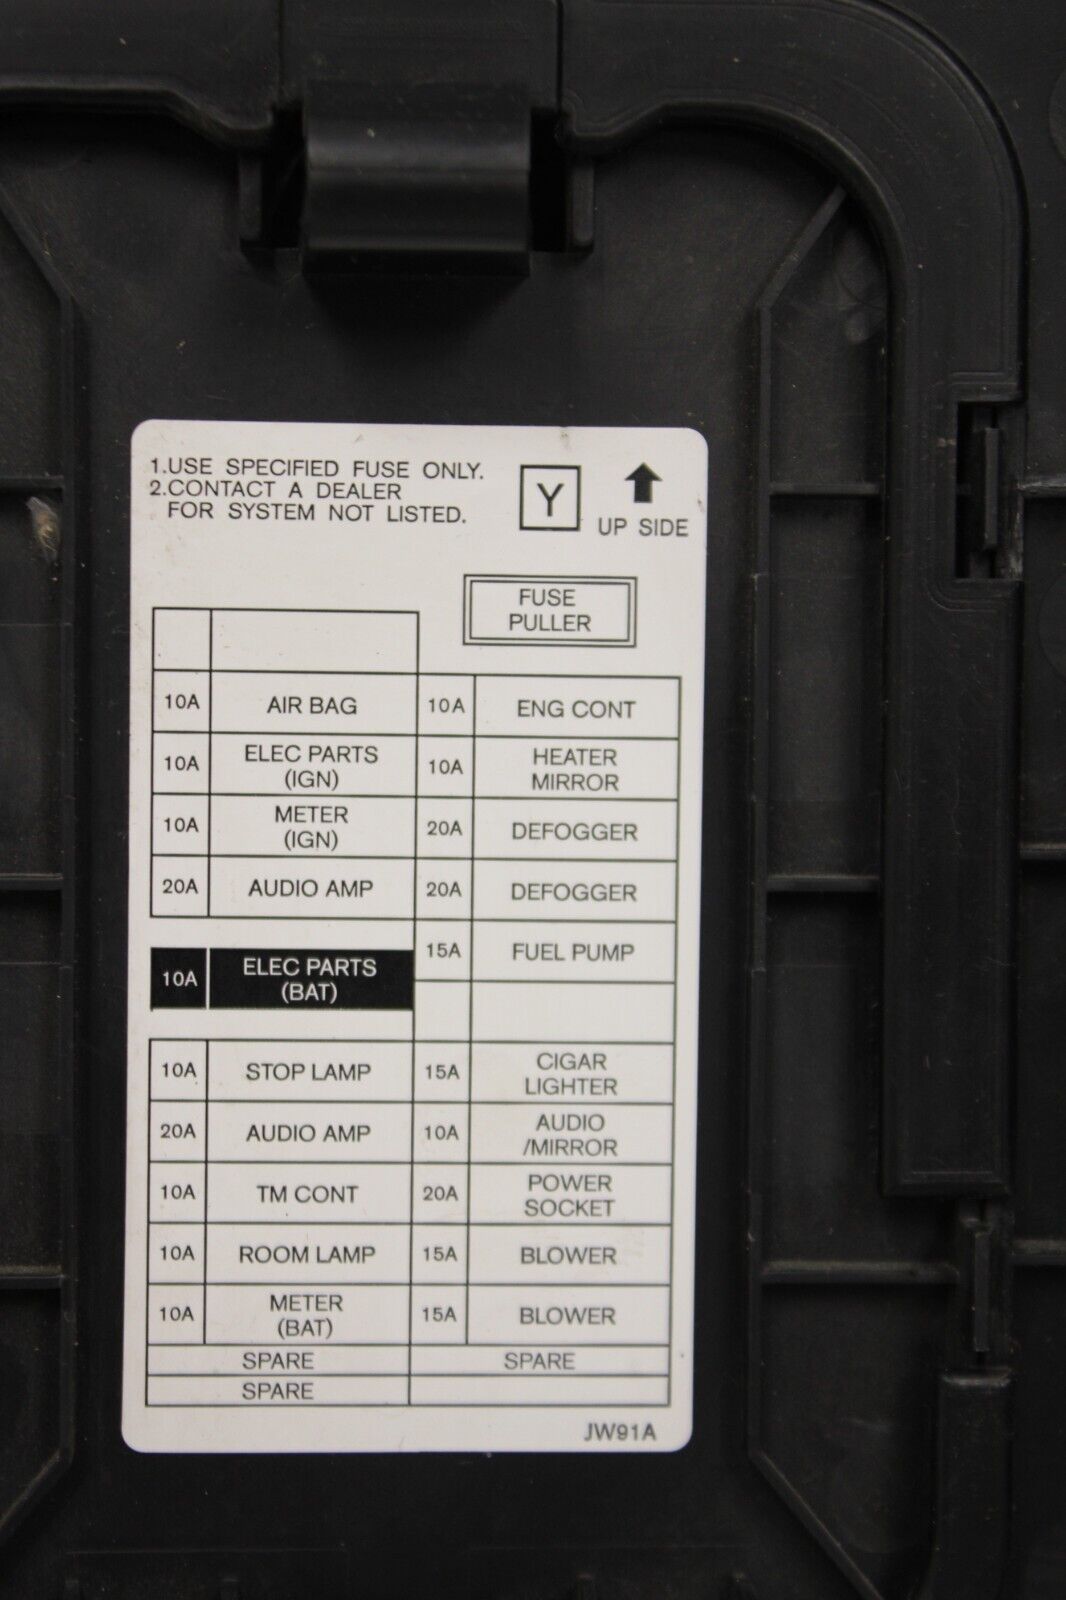 1.USE SPECIFIED FUSE ONLY.
2.CONTACT A DEALER
FOR SYSTEM NOT LISTED.
Y
UP SIDE
FUSE
PULLER
10A AIR BAG 10A ENG CONT
10A ELEC PARTS
(IGN)
10A HEATER
MIRROR
10A METER
(IGN)
20A DEFOGGER
20A AUDIO AMP 20A DEFOGGER
15A FUEL PUMP
10A ELEC PARTS
(BAT)
10A STOP LAMP 15A CIGAR
LIGHTER
20A AUDIO AMP 10A AUDIO
/MIRROR
10A TM CONT 20A POWER
SOCKET
10A ROOM LAMP 15A BLOWER
10A METER
(BAT)
15A BLOWER
SPARE SPARE
SPARE
JW91A